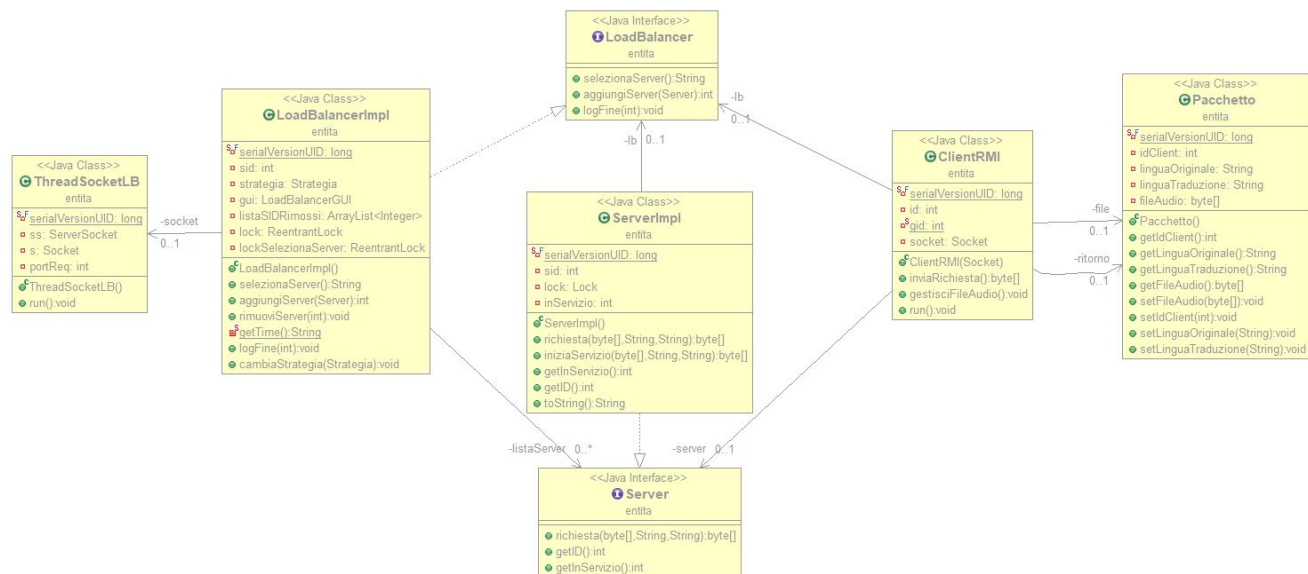 <<Java Interface>>
LoadBalancer
entita
selezionaServer():String
aggiungiServer(Server):int
logFine(int):void
<<Java Class>>
LoadBalancerImpl
entita
serialVersionUID: long
sid: int
strategia: Strategia
gui: LoadBalancerGUI
listaSIDRimossi: ArrayList<Integer>
lock: ReentrantLock
lockSelezionaServer: ReentrantLock
LoadBalancerImpl()
selezionaServer():String
aggiungiServer(Server):int
rimuoviServer(int):void
getTime():String
logFine(int):void
cambiaStrategia(Strategia):void
<<Java Class>>
ThreadSocketLB
entita
serialVersionUID: long
ss: ServerSocket
s: Socket
portReq: int
ThreadSocketLB()
run():void
-socket
0..1
-lb
0..1
-lb
0..1
<<Java Class>>
ServerImpl
entita
serialVersionUID: long
sid: int
lock: Lock
inServizio: int
ServerImpl()
richiesta(byte[],String,String):byte[]
iniziaServizio(byte[],String,String):byte[]
getInServizio():int
getID():int
toString():String
<<Java Class>>
ClientRMI
entita
serialVersionUID: long
id: int
gid: int
socket: Socket
ClientRMI(Socket)
inviaRichiesta():byte[]
gestisciFileAudio():void
run():void
-file
0..1
-ritorno
0..1
<<Java Class>>
Pacchetto
entita
serialVersionUID: long
idClient: int
linguaOriginale: String
linguaTraduzione: String
fileAudio: byte[]
Pacchetto()
getIdClient():int
getLinguaOriginale():String
getLinguaTraduzione():String
getFileAudio():byte[]
setFileAudio(byte[]):void
setIdClient(int):void
setLinguaOriginale(String):void
setLinguaTraduzione(String):void
-listaServer 0..*
-server 0..1
<<Java Interface>>
Server
entita
richiesta(byte[],String,String):byte[]
getID():int
getInServizio():int